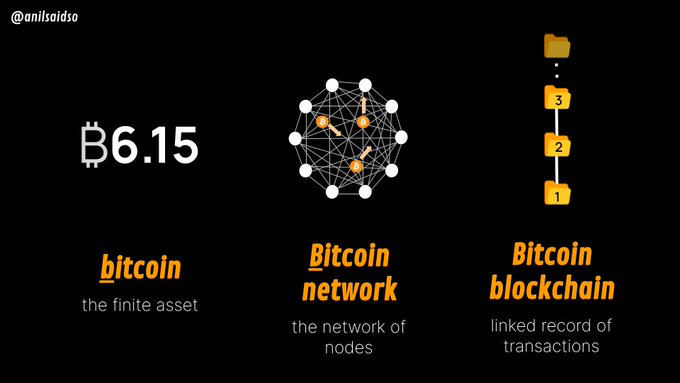 @anilsaidso
₿6.15
3
2
1
bitcoin
the finite asset
Bitcoin
network
the network of
nodes
Bitcoin
blockchain
linked record of
transactions